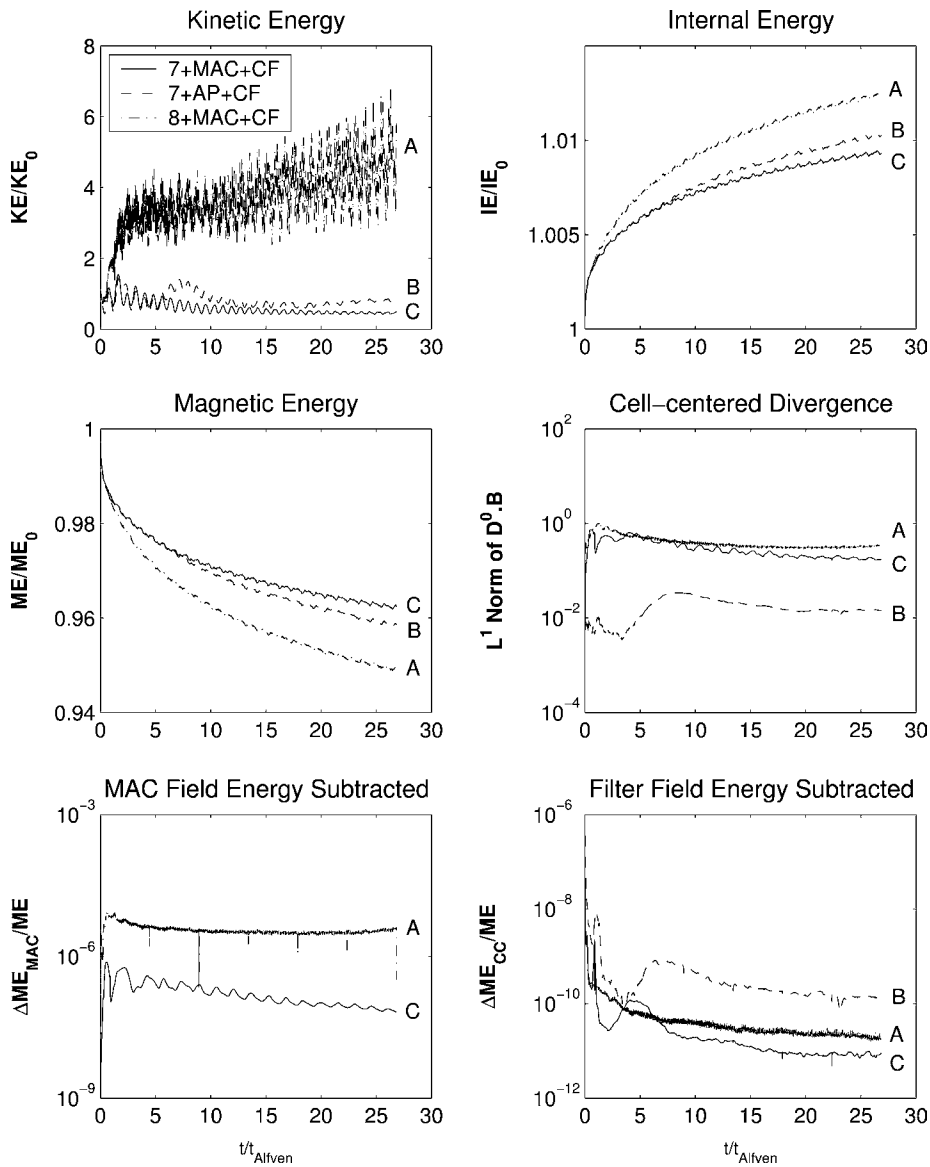 Kinetic Energy
8
6
4
2
0
0
5
10
15
20
25
30
KE/KE0
7+MAC+CF
7+AP+CF
8+MAC+CF
A
B
C
Internal Energy
1.01
1.005
1
0
5
10
15
20
25
30
IE/IE0
A
B
C
Magnetic Energy
1
0.98
0.96
0.94
0
5
10
15
20
25
30
ME/ME0
C
B
A
Cell−centered Divergence
10^2
10^0
10^−2
10^−4
0
5
10
15
20
25
30
L^1 Norm of D^0.B
A
C
B
MAC Field Energy Subtracted
10^−3
10^−6
10^−9
0
5
10
15
20
25
30
ΔME_MAC/ME
A
C
t/t_Alfven
Filter Field Energy Subtracted
10^−6
10^−8
10^−10
10^−12
0
5
10
15
20
25
30
ΔME_CC/ME
B
A
C
t/t_Alfven